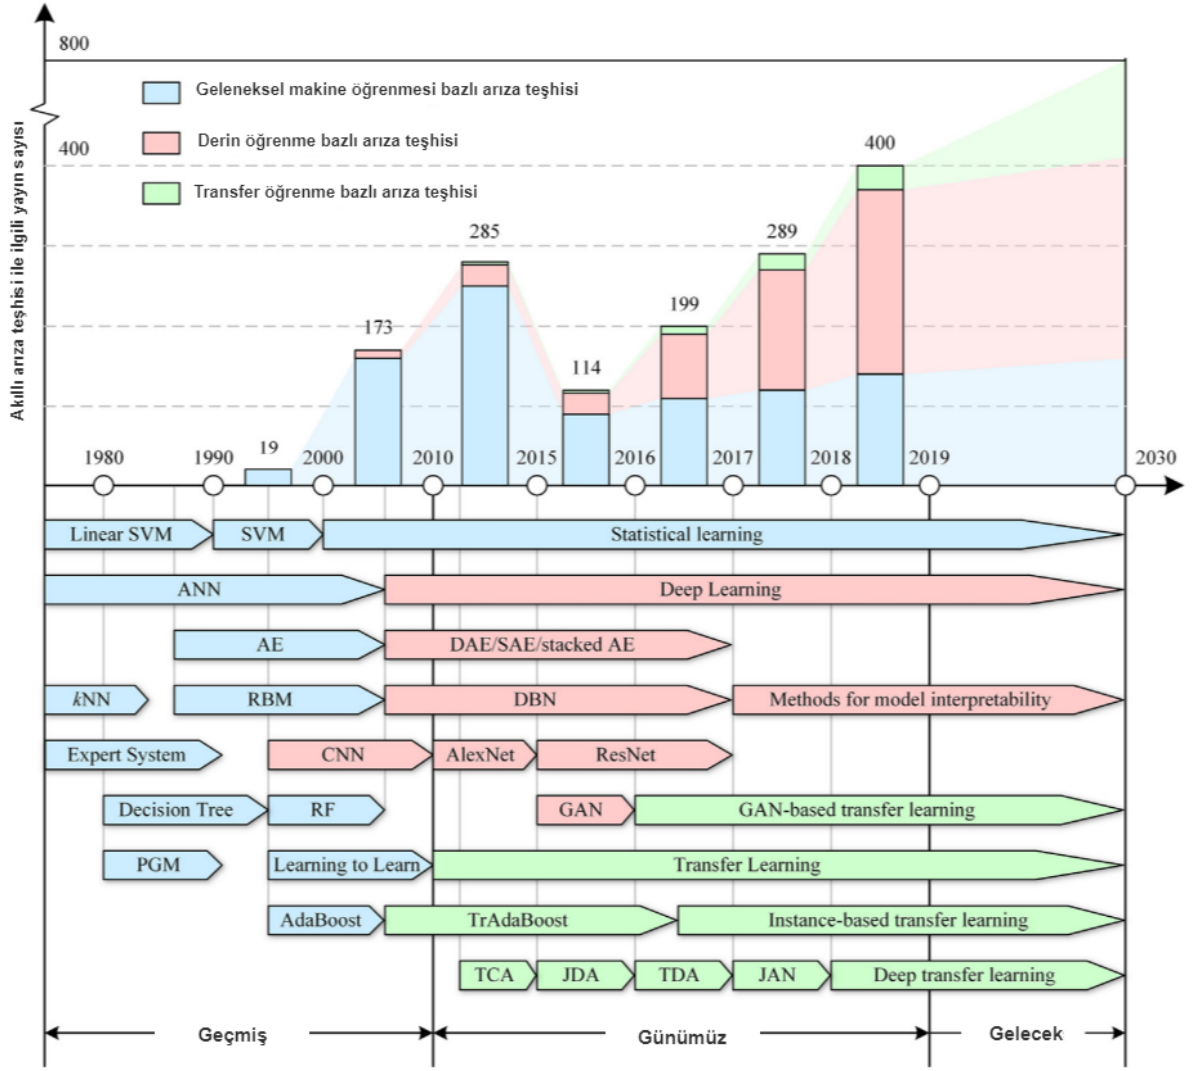 800
Geleneksel makine öğrenmesi bazlı arıza teşhisi
Derin öğrenme bazlı arıza teşhisi
Transfer öğrenme bazlı arıza teşhisi
400
Akıllı arıza teşhisi ile ilgili yayın sayısı
19
173
285
114
199
289
400
1980
1990
2000
2010
2015
2016
2017
2018
2019
2030
Linear SVM
SVM
Statistical learning
ANN
Deep Learning
AE
DAE/SAE/stacked AE
kNN
RBM
DBN
Methods for model interpretability
Expert System
CNN
AlexNet
ResNet
Decision Tree
RF
GAN
GAN-based transfer learning
PGM
Learning to Learn
Transfer Learning
AdaBoost
TrAdaBoost
Instance-based transfer learning
TCA
JDA
TDA
JAN
Deep transfer learning
Geçmiş
Günümüz
Gelecek